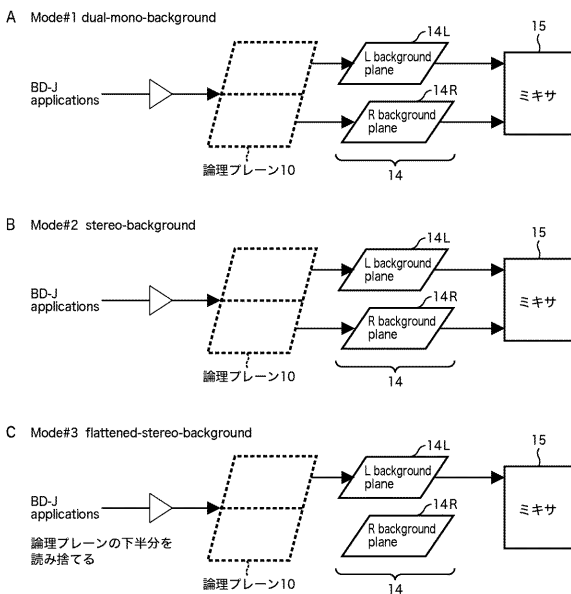 A Mode#1 dual-mono-background
15
14L
L background
plane
BD-J
applications
14R
R background
plane
ミキサ
論理プレーン10
14
B Mode#2 stereo-background
15
14L
L background
plane
BD-J
applications
14R
R background
plane
ミキサ
論理プレーン10
14
C Mode#3 flattened-stereo-background
15
14L
L background
plane
BD-J
applications
14R
R background
plane
ミキサ
論理プレーンの下半分を
読み捨てる
論理プレーン10
14